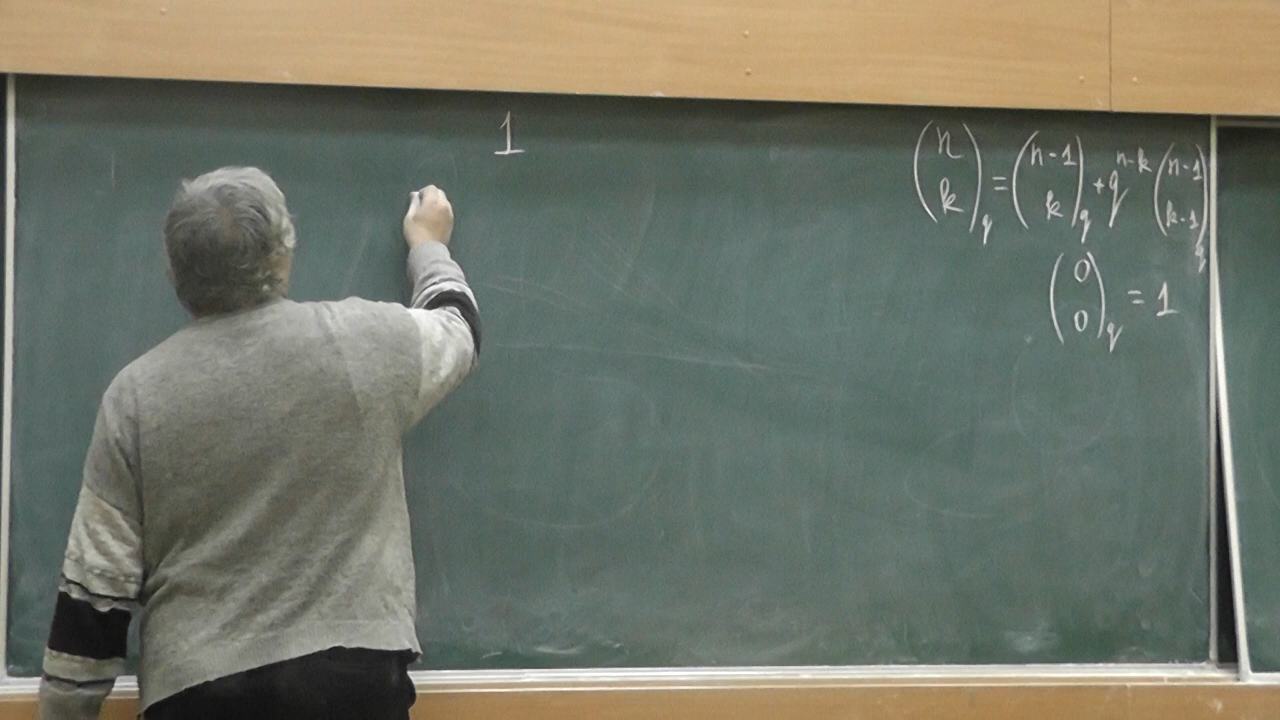 1
(n k)_q = (n-1 k)_q + q^{n-k} (n-1 k-1)_q
(0 0)_q = 1